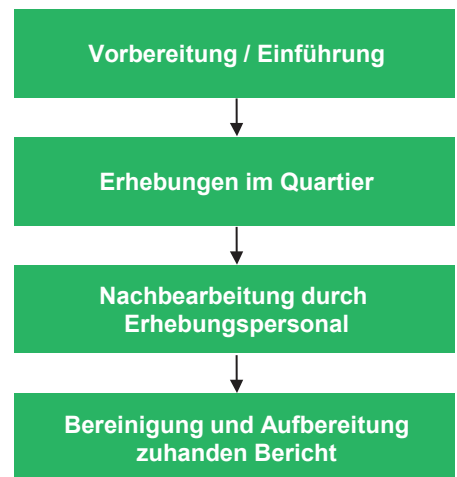 Vorbereitung / Einführung
Erhebungen im Quartier
Nachbearbeitung durch
Erhebungspersonal
Bereinigung und Aufbereitung
zuhanden Bericht